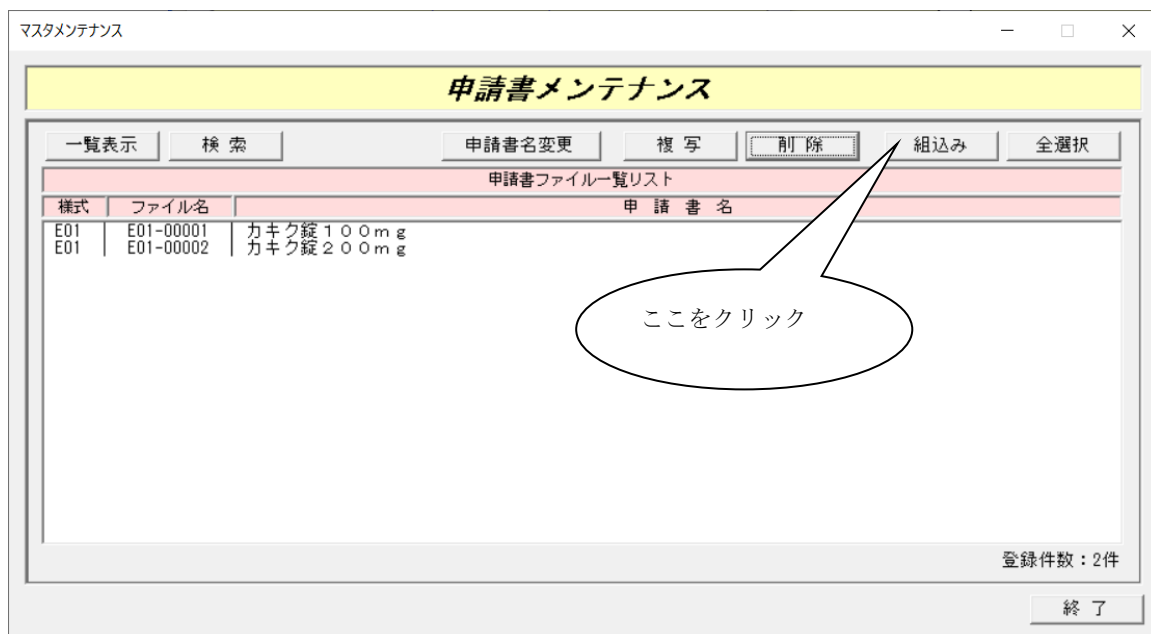 マスタメンテナンス
申請書メンテナンス
一覧表示 検 索 申請書名変更 複 写 削 除 組込み 全選択
申請書ファイル一覧リスト
様式 ファイル名 申 請 書 名
E01 E01-00001 カキク錠100mg
E01 E01-00002 カキク錠200mg
ここをクリック
登録件数:2件
終 了